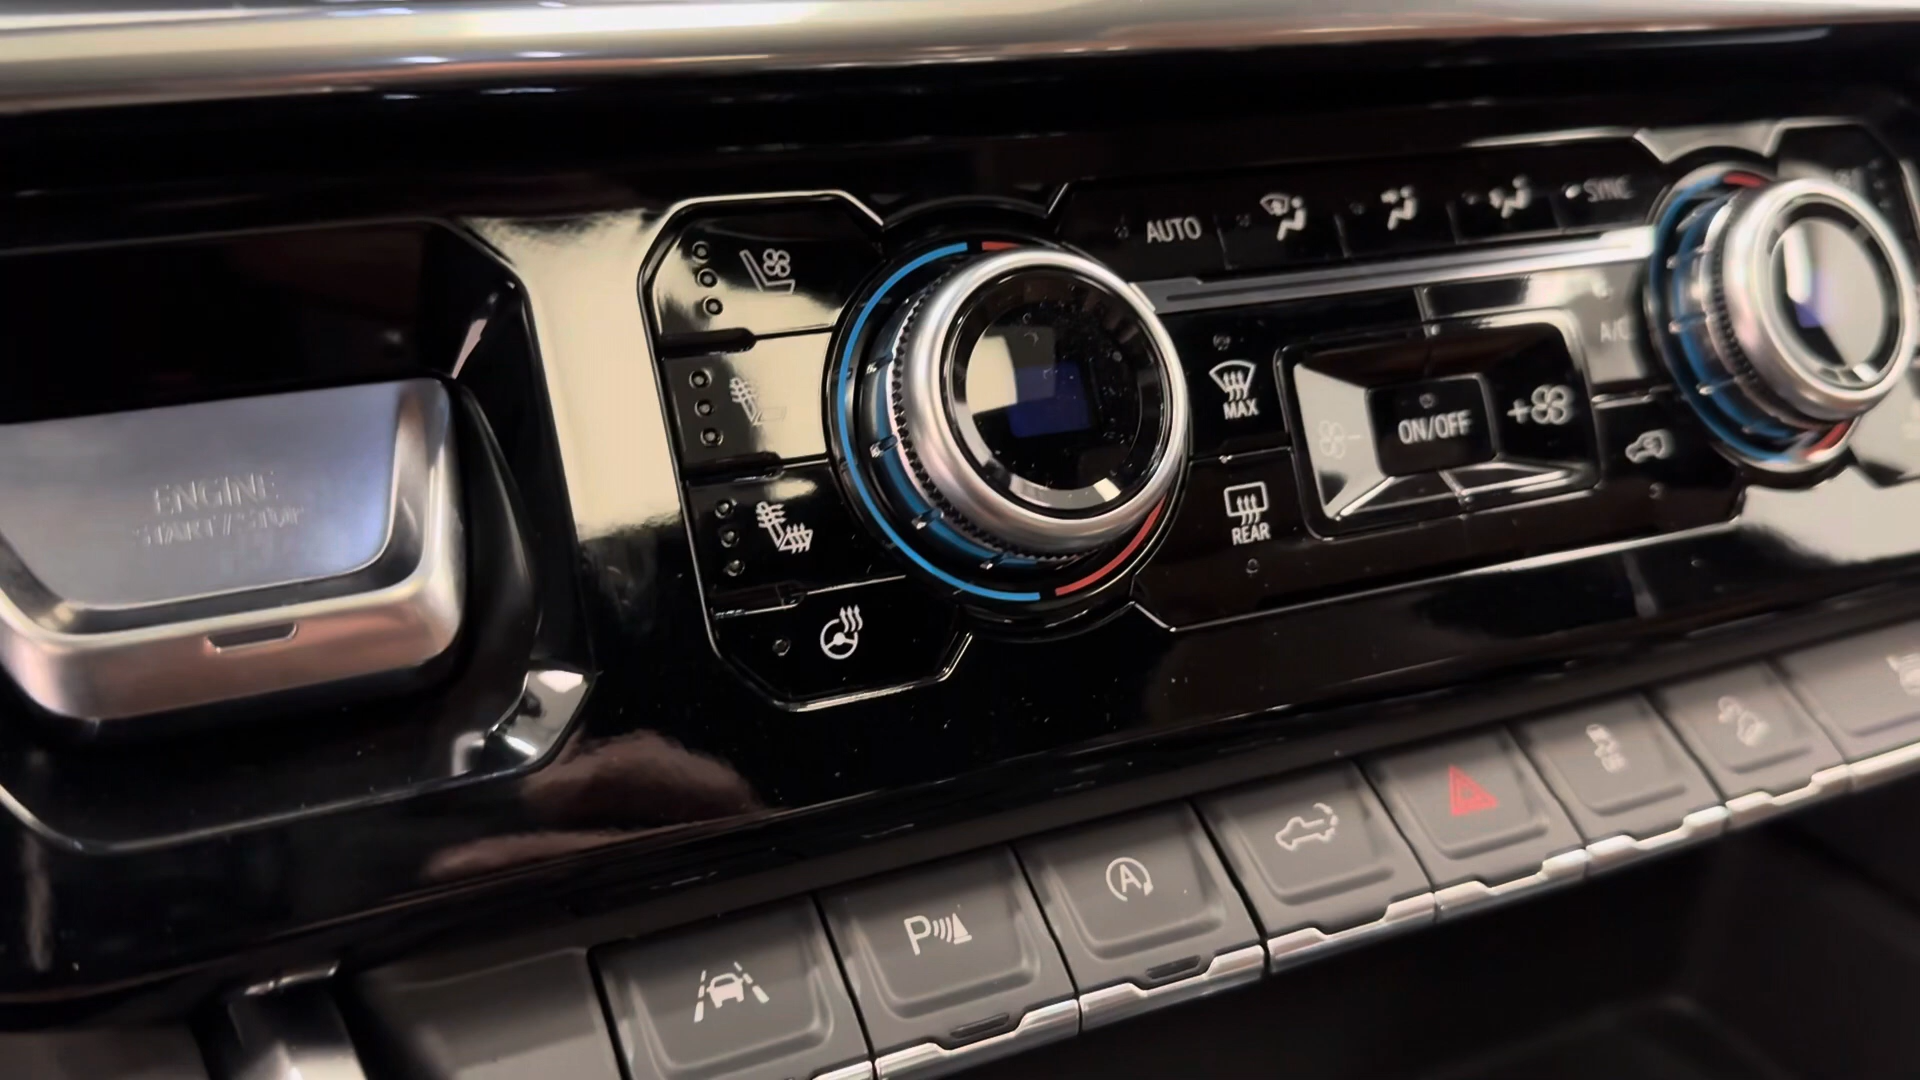 ENGINE
START//STOP
AUTO
SYNC
A/C
MAX
ON/OFF
+
-
REAR
P
A